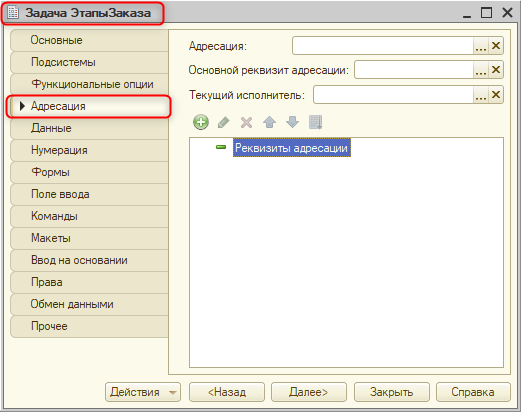 Задача ЭтапыЗаказа
Основные
Подсистемы
Функциональные опции
Адресация
Данные
Нумерация
Формы
Поле ввода
Команды
Макеты
Ввод на основании
Права
Обмен данными
Прочее
Адресация:
Основной реквизит адресации:
Текущий исполнитель:
Реквизиты адресации
Действия
<Назад
Далее>
Закрыть
Справка